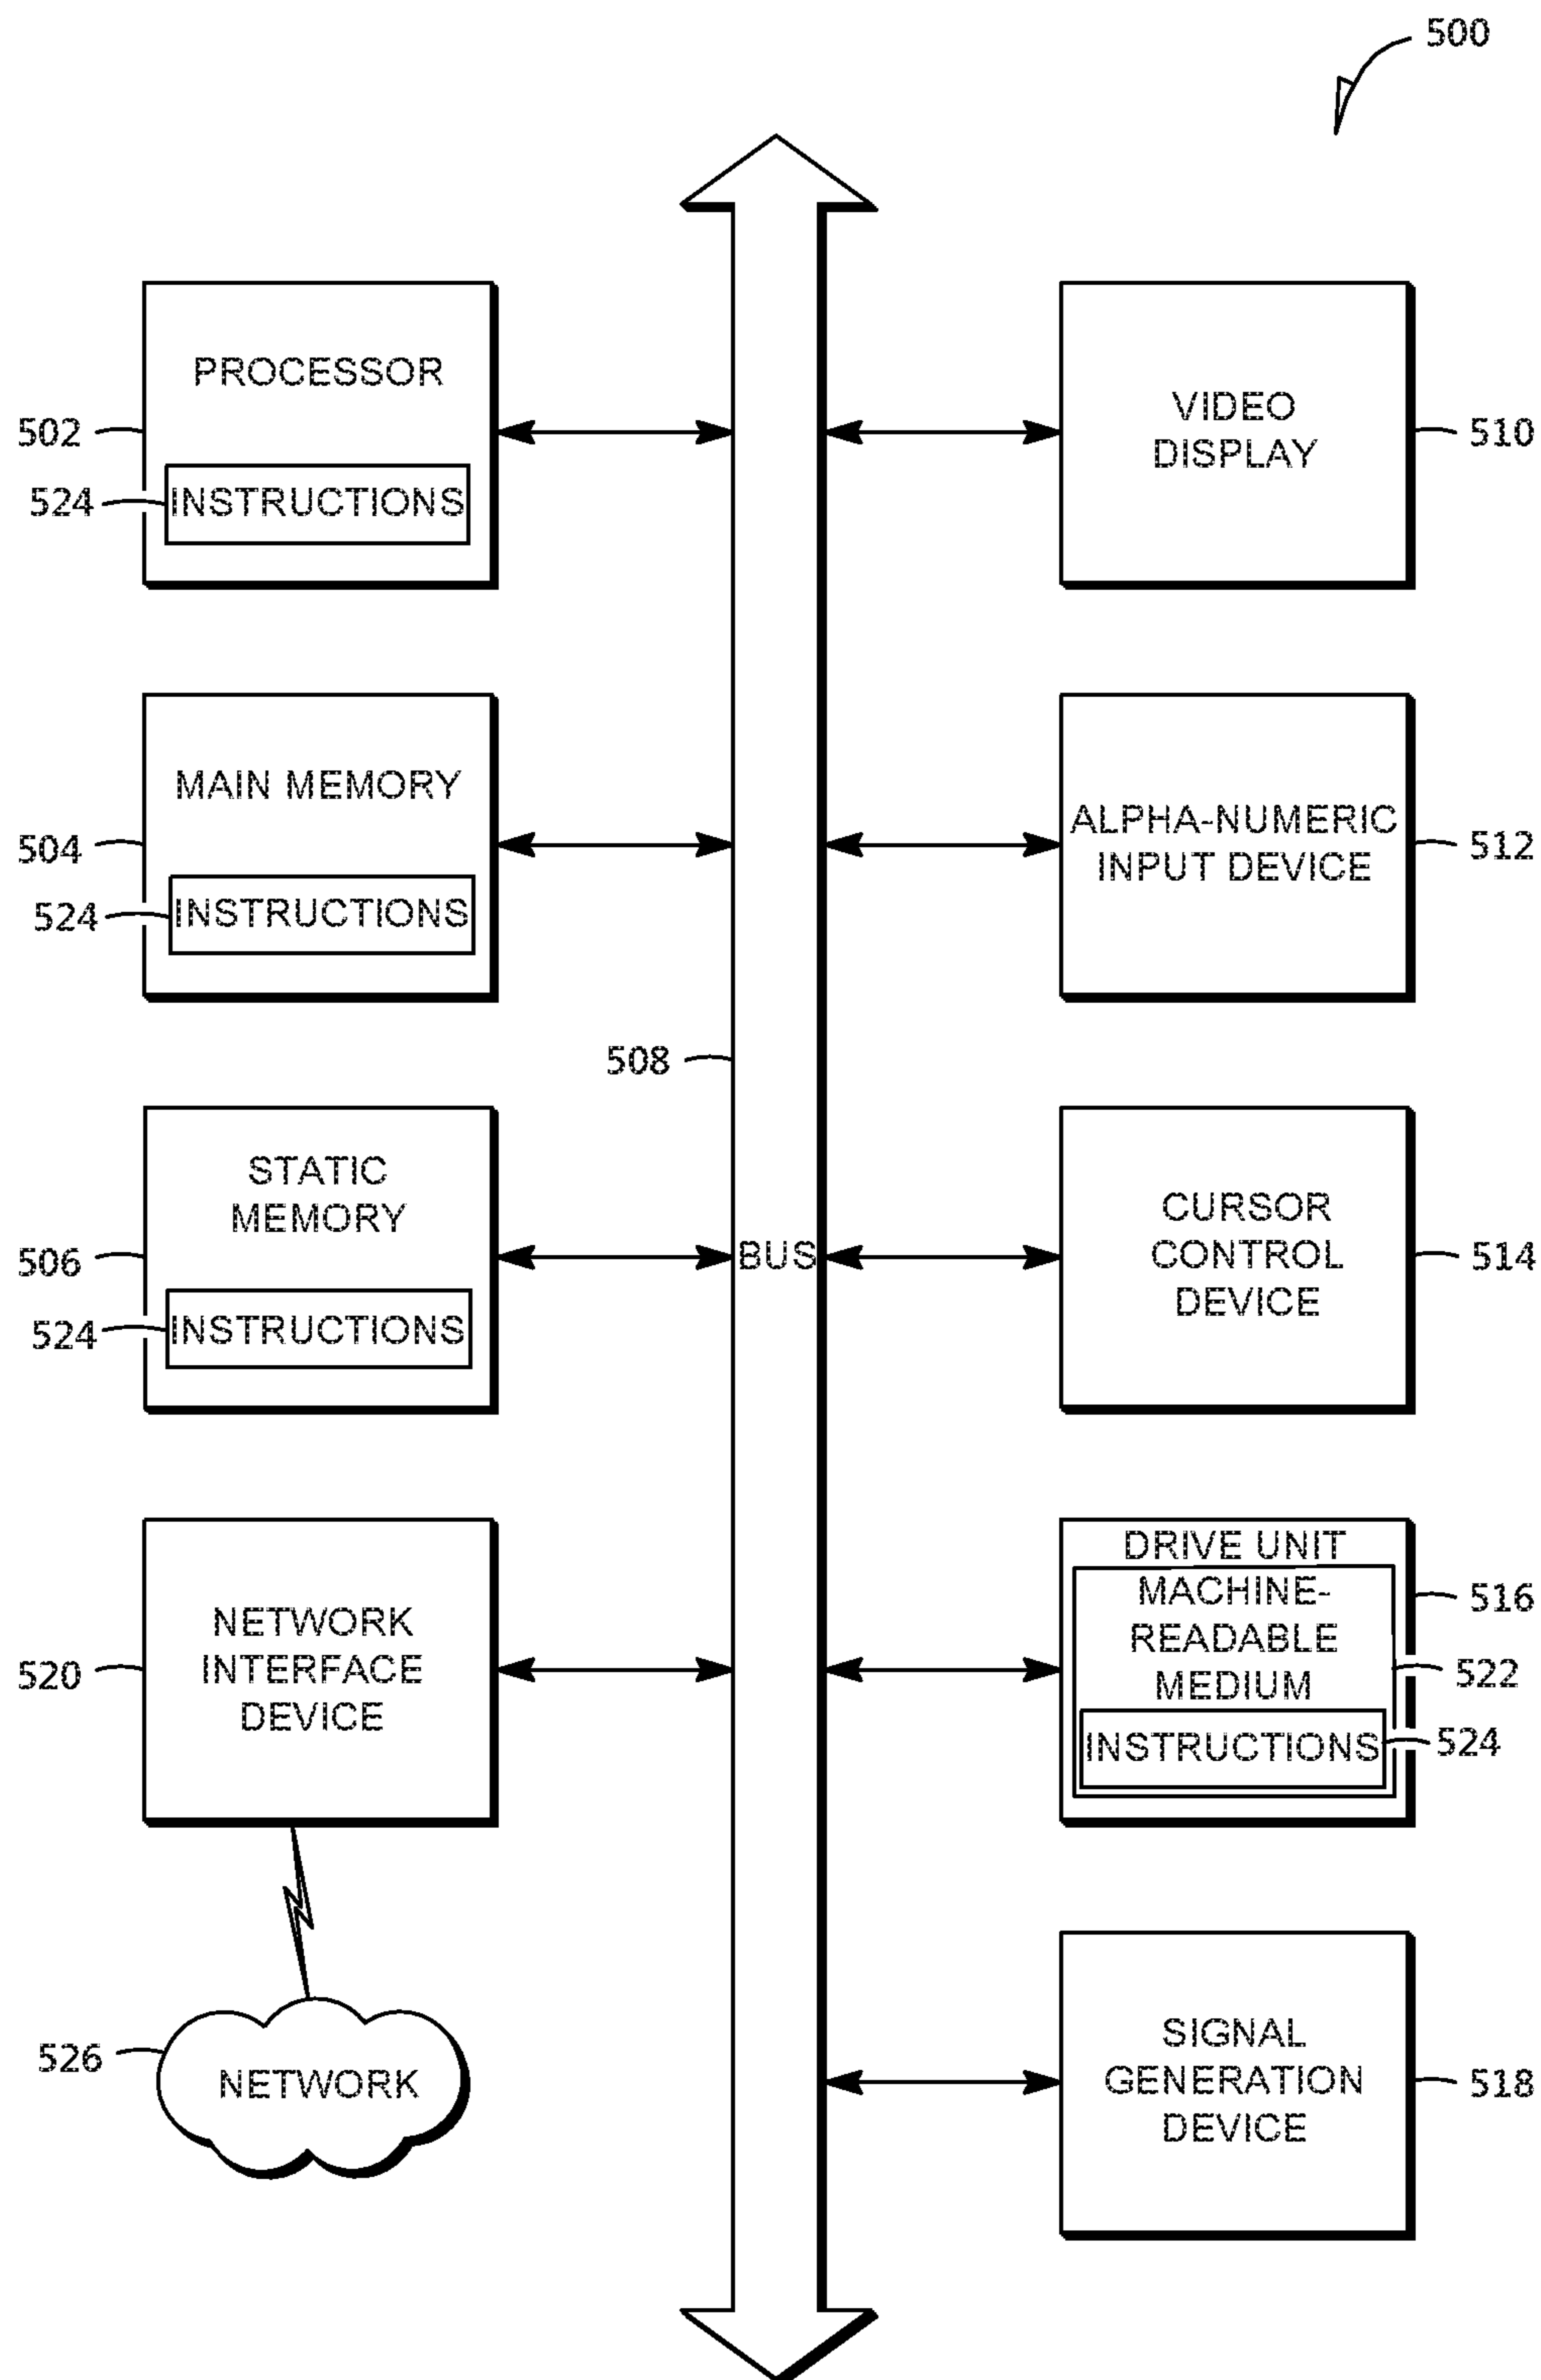 500
PROCESSOR
502
524
INSTRUCTIONS
VIDEO
DISPLAY
510
MAIN MEMORY
504
524
INSTRUCTIONS
ALPHA-NUMERIC
INPUT DEVICE
512
508
STATIC
MEMORY
506
524
INSTRUCTIONS
BUS
CURSOR
CONTROL
DEVICE
514
NETWORK
INTERFACE
DEVICE
520
DRIVE UNIT
MACHINE-
READABLE
MEDIUM
INSTRUCTIONS
516
522
524
526
NETWORK
SIGNAL
GENERATION
DEVICE
518